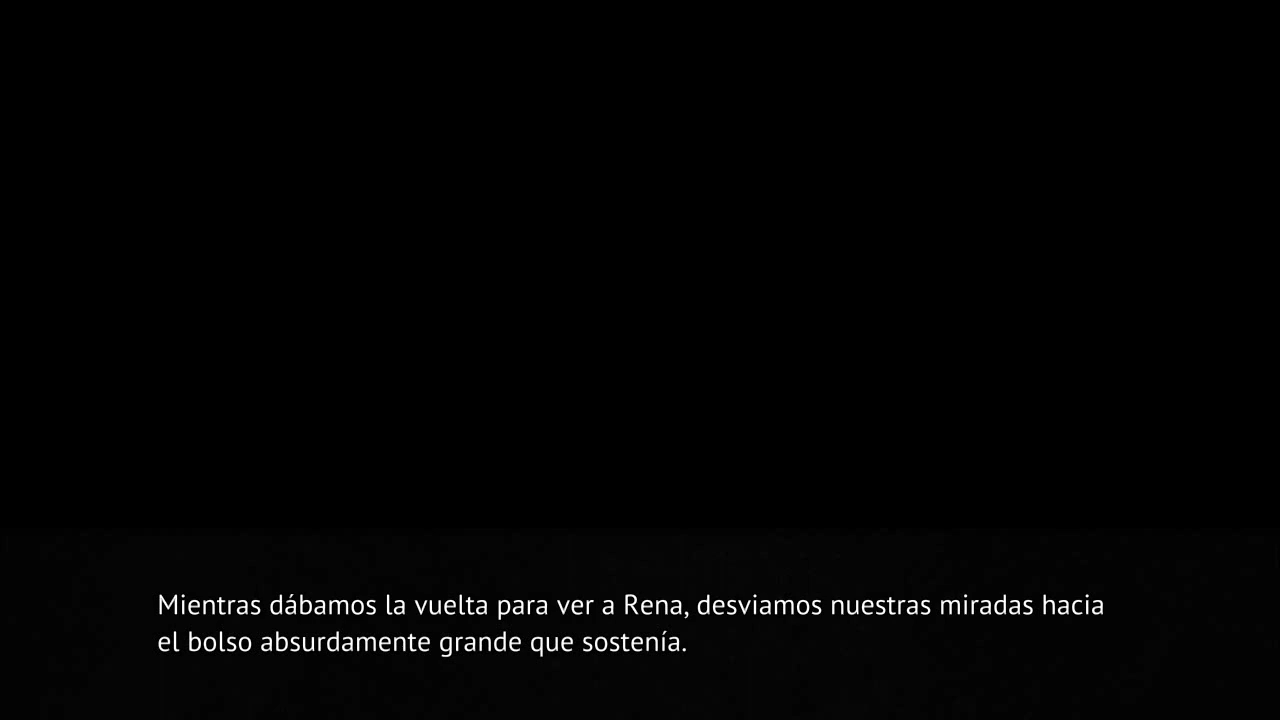 Mientras dábamos la vuelta para ver a Rena, desviamos nuestras miradas hacia
el bolso absurdamente grande que sostenía.